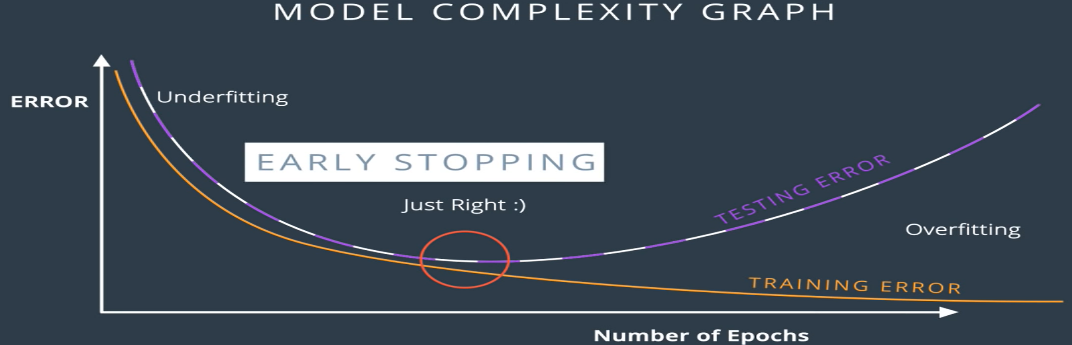 MODEL COMPLEXITY GRAPH
ERROR
Underfitting
EARLY STOPPING
Just Right :)
TESTING ERROR
Overfitting
TRAINING ERROR
Number of Epochs